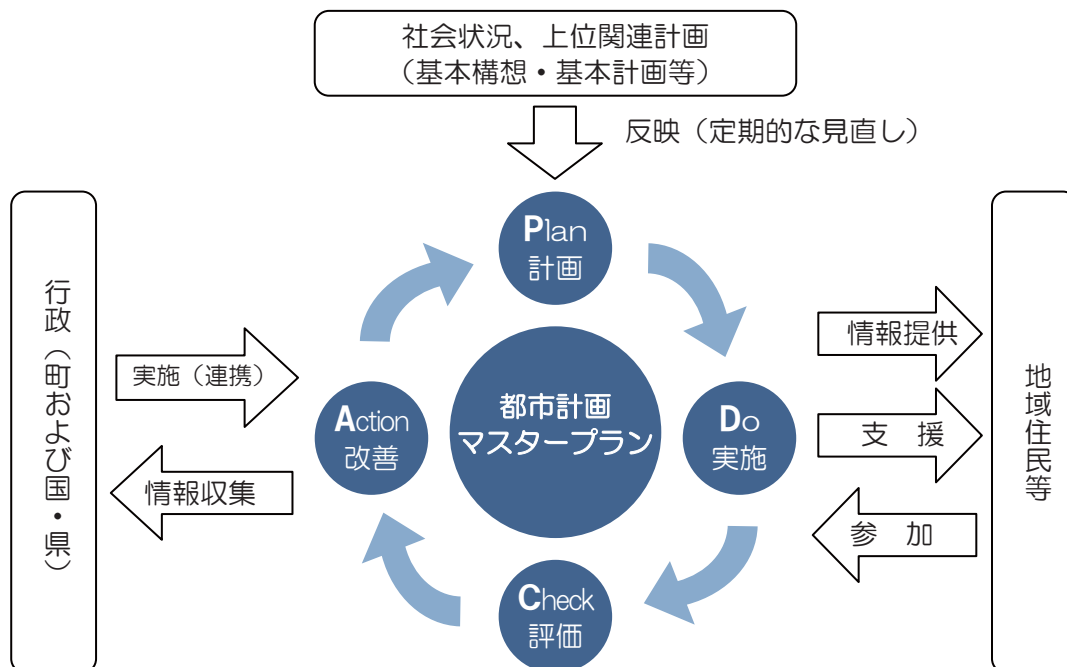 社会状況、上位関連計画
（基本構想・基本計画等）
反映（定期的な見直し）
Plan
計画
行政（町および国・県）
実施（連携）
情報収集
Action
改善
都市計画
マスタープラン
Do
実施
情報提供
支　援
参　加
地域住民等
Check
評価